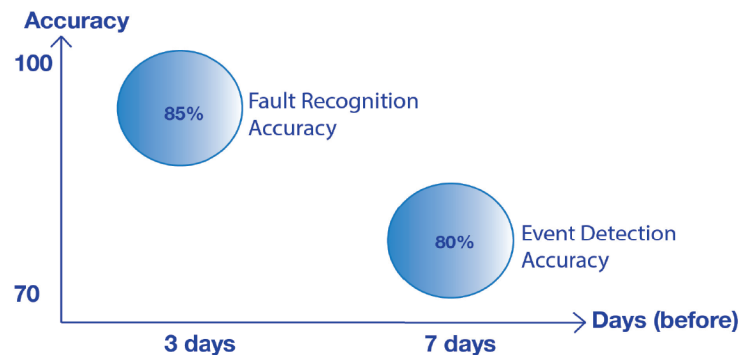 Accuracy
100
85%
Fault Recognition
Accuracy
80%
Event Detection
Accuracy
70
Days (before)
3 days
7 days